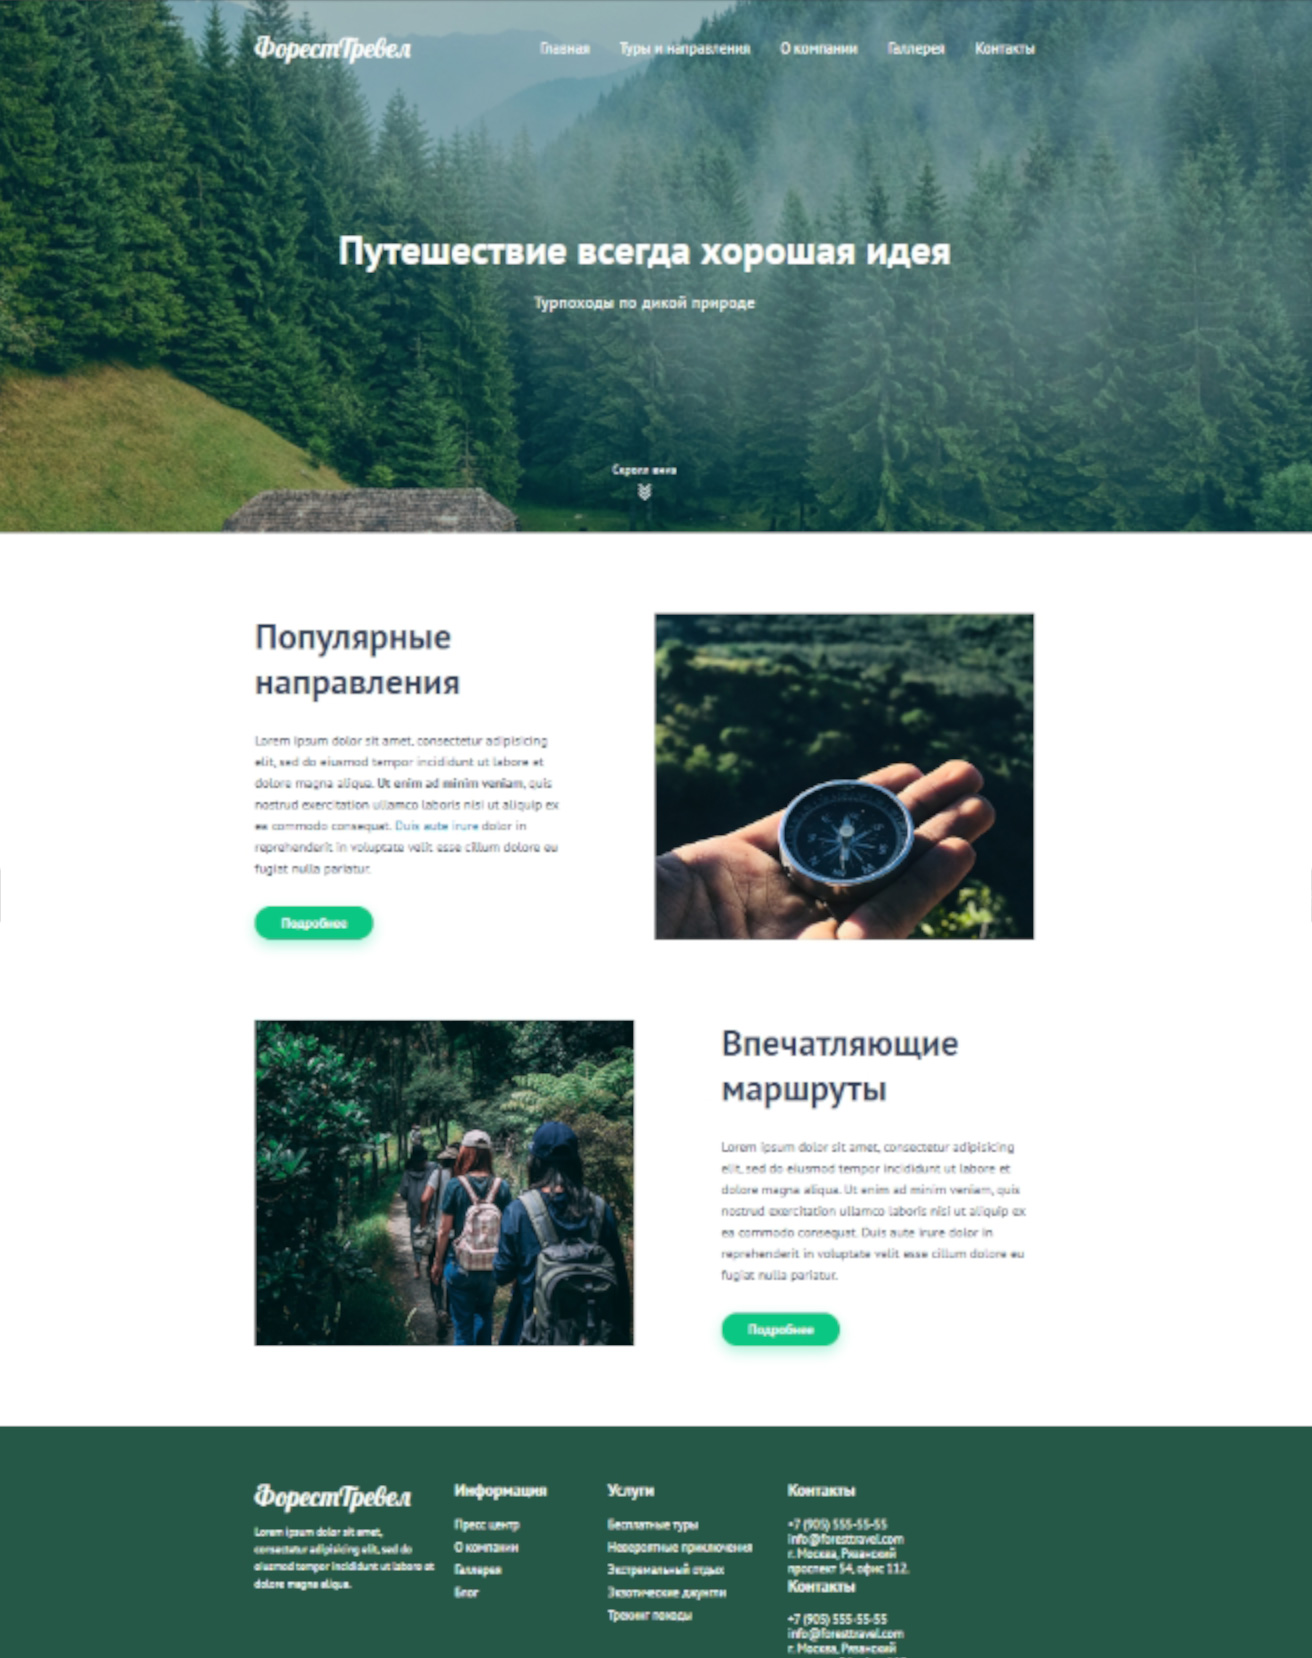 ФорестТревел
Главная Туры и направления О компании Галлерея Контакты
Путешествие всегда хорошая идея
Турпоходы по дикой природе
Скролл вниз
Популярные
направления
Lorem ipsum dolor sit amet, consectetur adipisicing
elit, sed do eiusmod tempor incididunt ut labore et
dolore magna aliqua. Ut enim ad minim veniam, quis
nostrud exercitation ullamco laboris nisi ut aliquip ex
ea commodo consequat. Duis aute irure dolor in
reprehenderit in voluptate velit esse cillum dolore eu
fugiat nulla pariatur.
Подробнее
Впечатляющие
маршруты
Lorem ipsum dolor sit amet, consectetur adipisicing
elit, sed do eiusmod tempor incididunt ut labore et
dolore magna aliqua. Ut enim ad minim veniam, quis
nostrud exercitation ullamco laboris nisi ut aliquip ex
ea commodo consequat. Duis aute irure dolor in
reprehenderit in voluptate velit esse cillum dolore eu
fugiat nulla pariatur.
Подробнее
ФорестТревел
Lorem ipsum dolor sit amet,
consectetur adipisicing elit, sed do
eiusmod tempor incididunt ut labore et
dolore magna aliqua.
Информация
Пресс центр
О компании
Галлерея
Блог
Услуги
Бесплатные туры
Невероятные приключения
Экстремальный отдых
Экзотические джунгли
Трекинг походы
Контакты
+7 (905) 555-55-55
info@foresttravel.com
г. Москва, Рязанский
проспект 54, офис 112.
Контакты
+7 (905) 555-55-55
info@foresttravel.com
г. Москва, Рязанский